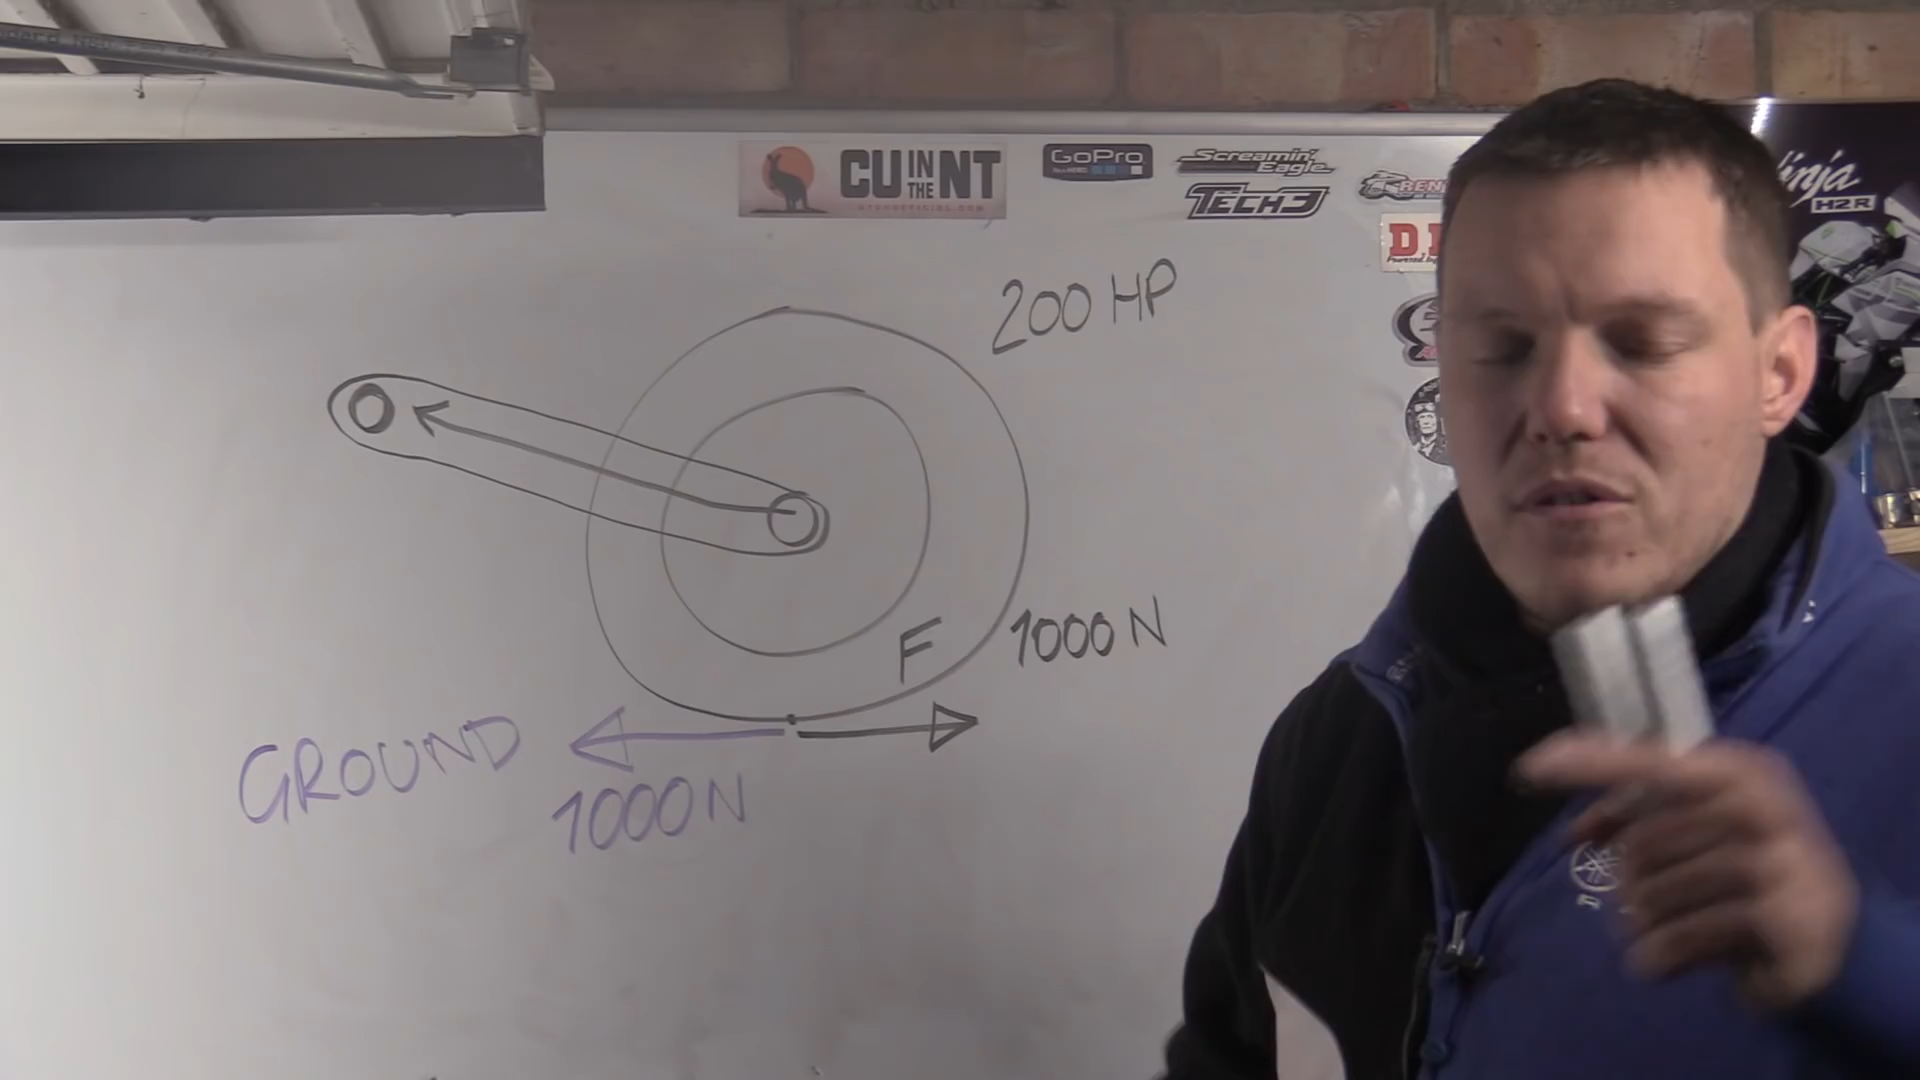 CU IN THE NT
GoPro
Screamin' Eagle
TECH3
Ninja
H2R
200 HP
F
1000 N
GROUND
1000 N